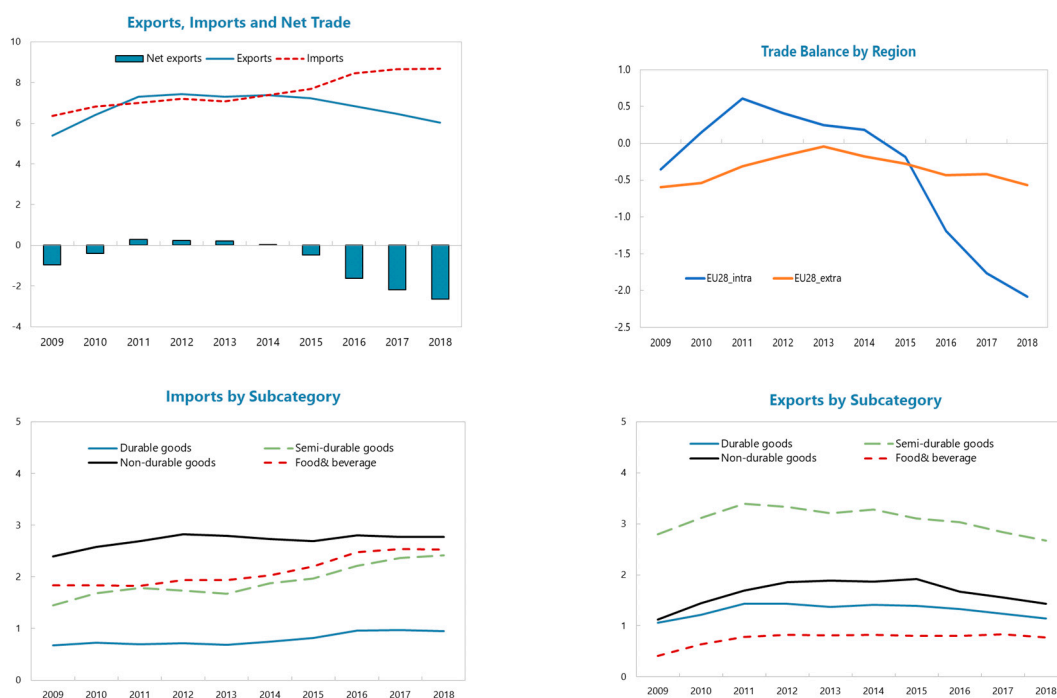 Exports, Imports and Net Trade
10
8
6
4
2
0
-2
-4
Net exports
Exports
Imports
2009 2010 2011 2012 2013 2014 2015 2016 2017 2018
Trade Balance by Region
1.0
0.5
0.0
-0.5
-1.0
-1.5
-2.0
-2.5
EU28_intra
EU28_extra
2009 2010 2011 2012 2013 2014 2015 2016 2017 2018
Imports by Subcategory
5
4
3
2
1
0
Durable goods
Semi-durable goods
Non-durable goods
Food& beverage
2009 2010 2011 2012 2013 2014 2015 2016 2017 2018
Exports by Subcategory
5
4
3
2
1
0
Durable goods
Semi-durable goods
Non-durable goods
Food& beverage
2009 2010 2011 2012 2013 2014 2015 2016 2017 2018